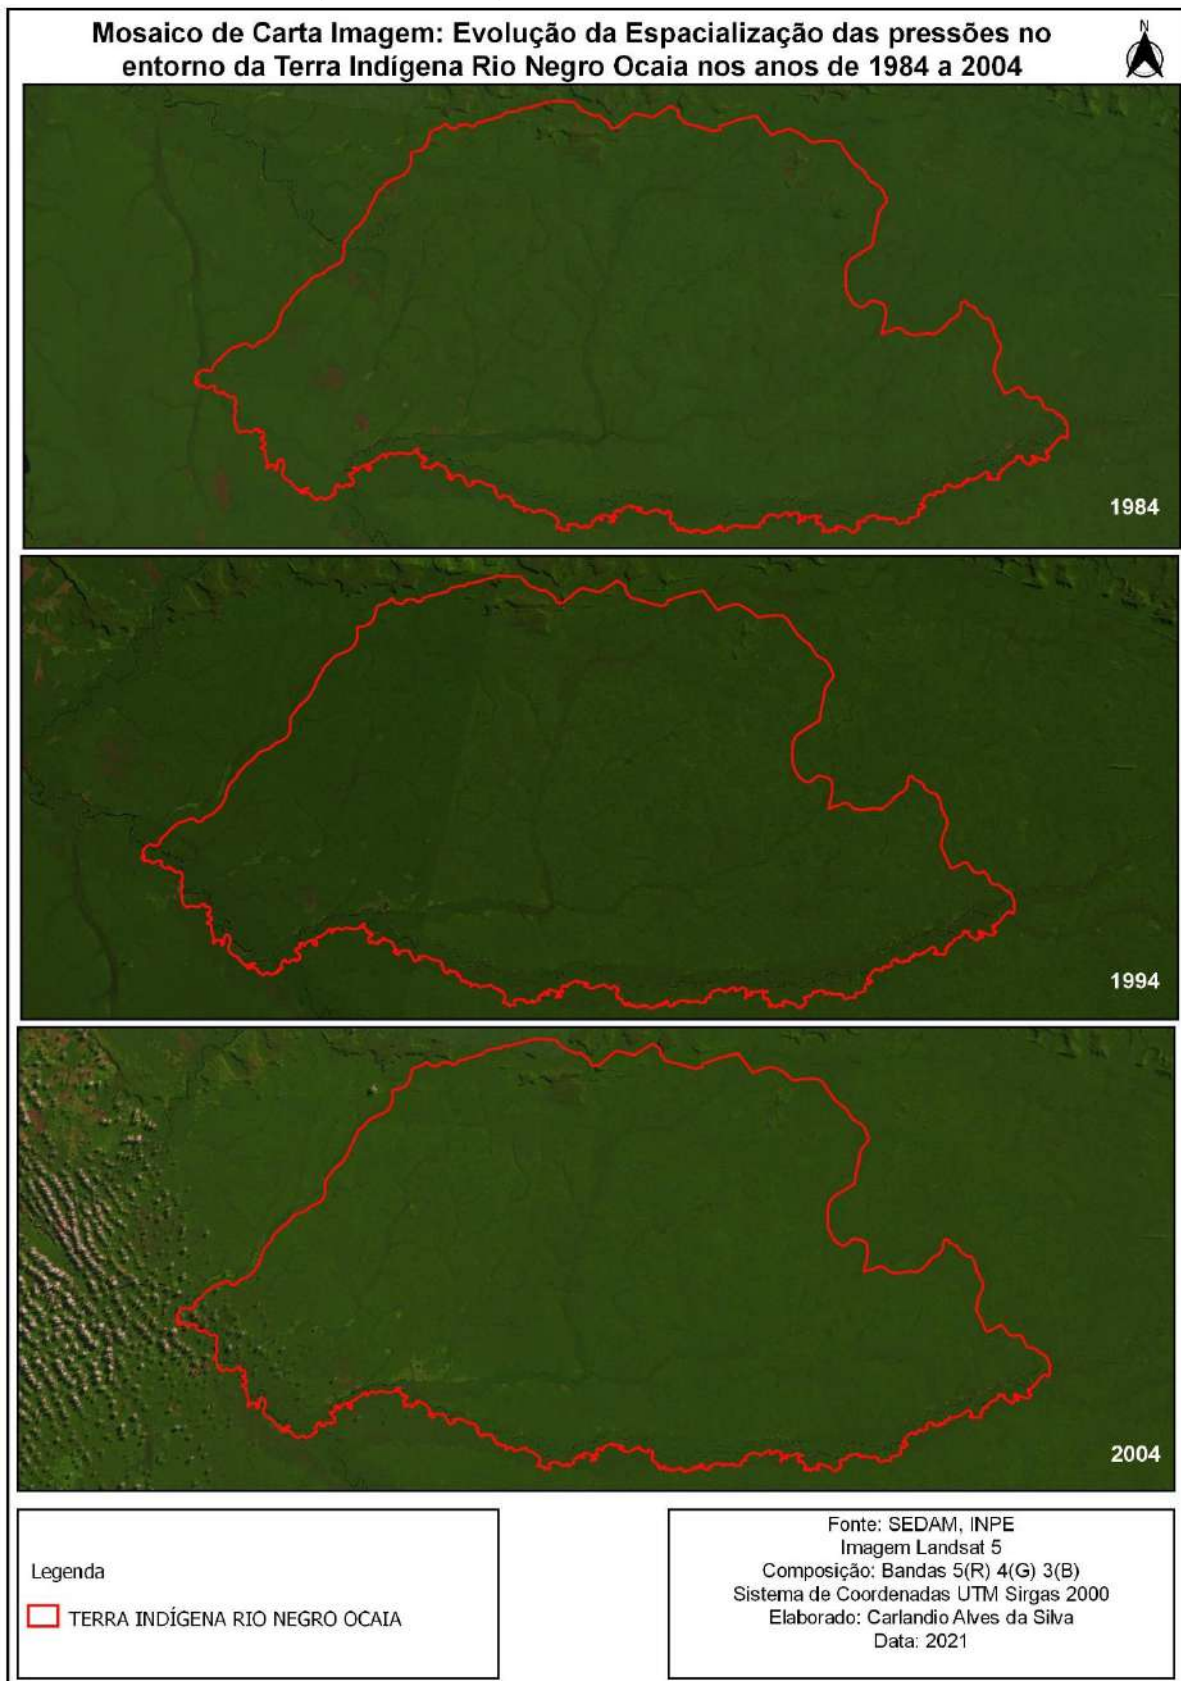 Mosaico de Carta Imagem: Evolução da Espacialização das pressões no
entorno da Terra Indígena Rio Negro Ocaia nos anos de 1984 a 2004
N
1984
1994
2004
Legenda
TERRA INDÍGENA RIO NEGRO OCAIA
Fonte: SEDAM, INPE
Imagem Landsat 5
Composição: Bandas 5(R) 4(G) 3(B)
Sistema de Coordenadas UTM Sirgas 2000
Elaborado: Carlandio Alves da Silva
Data: 2021